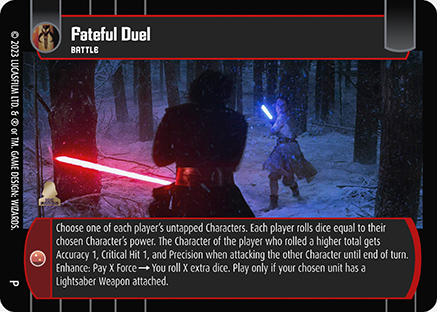 Fateful Duel
BATTLE
© 2023 LUCASFILM LTD. & ® or TM. GAME DESIGN: WIZARDS.
P
Choose one of each player's untapped Characters. Each player rolls dice equal to their
chosen Character's power. The Character of the player who rolled a higher total gets
Accuracy 1, Critical Hit 1, and Precision when attacking the other Character until end of turn.
Enhance: Pay X Force → You roll X extra dice. Play only if your chosen unit has a
Lightsaber Weapon attached.